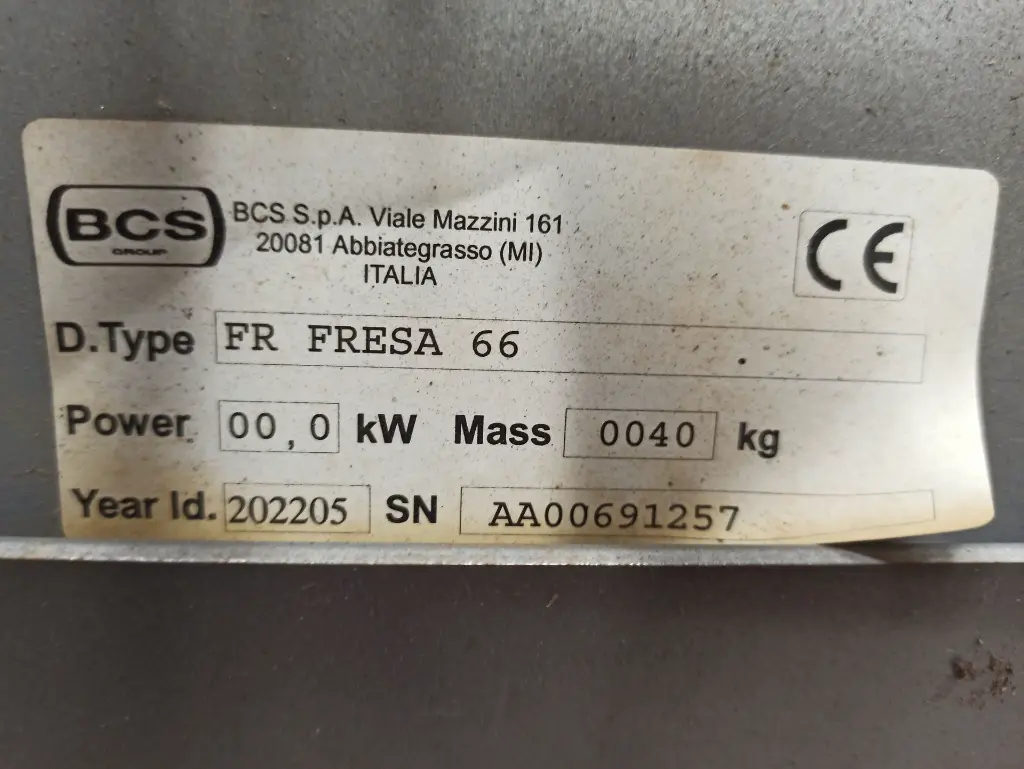 BCS
GROUP
BCS S.p.A. Viale Mazzini 161
20081 Abbiategrasso (MI)
ITALIA
CE
D.Type FR FRESA 66
Power 00,0 kW Mass 0040 kg
Year Id. 202205 SN AA00691257